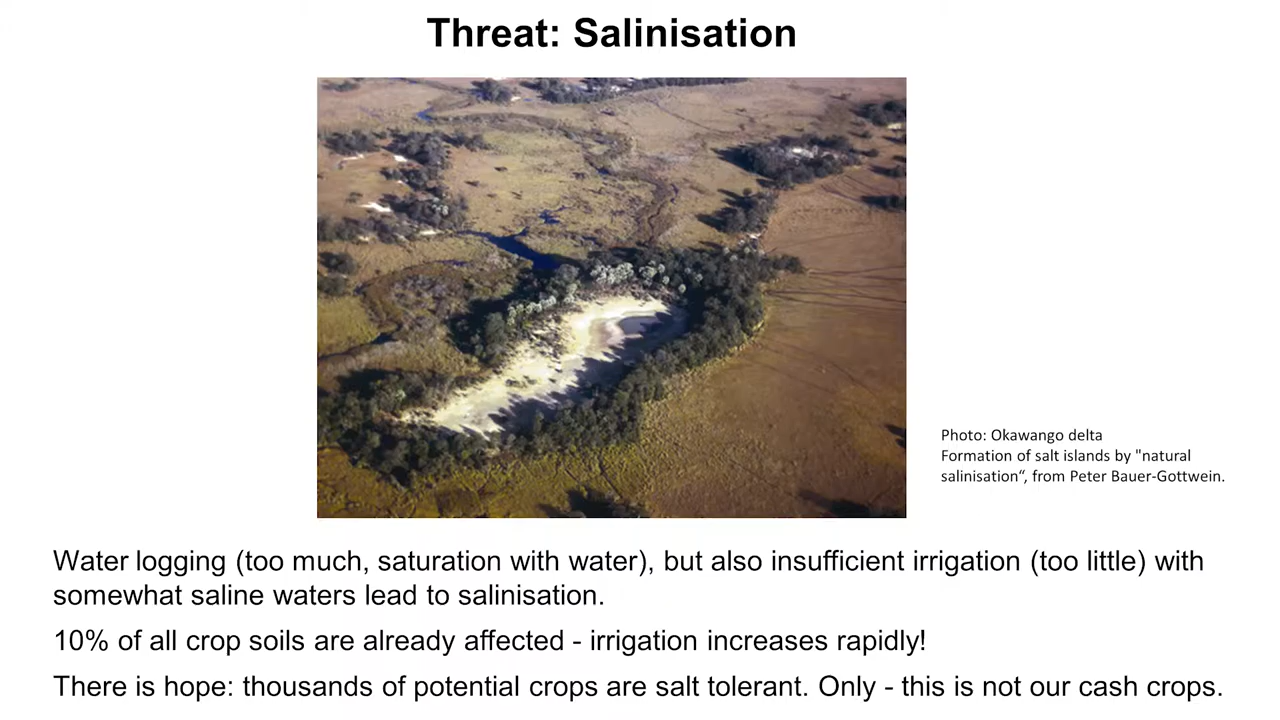 Threat: Salinisation
Photo: Okawango delta
Formation of salt islands by "natural
salinisation“, from Peter Bauer-Gottwein.
Water logging (too much, saturation with water), but also insufficient irrigation (too little) with
somewhat saline waters lead to salinisation.
10% of all crop soils are already affected - irrigation increases rapidly!
There is hope: thousands of potential crops are salt tolerant. Only - this is not our cash crops.